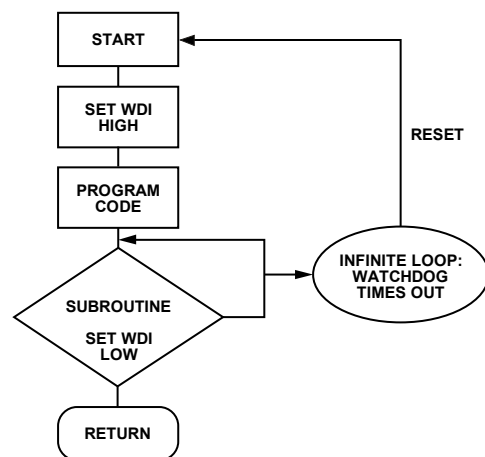 START
SET WDI
HIGH
RESET
PROGRAM
CODE
INFINITE LOOP:
WATCHDOG
TIMES OUT
SUBROUTINE
SET WDI
LOW
RETURN